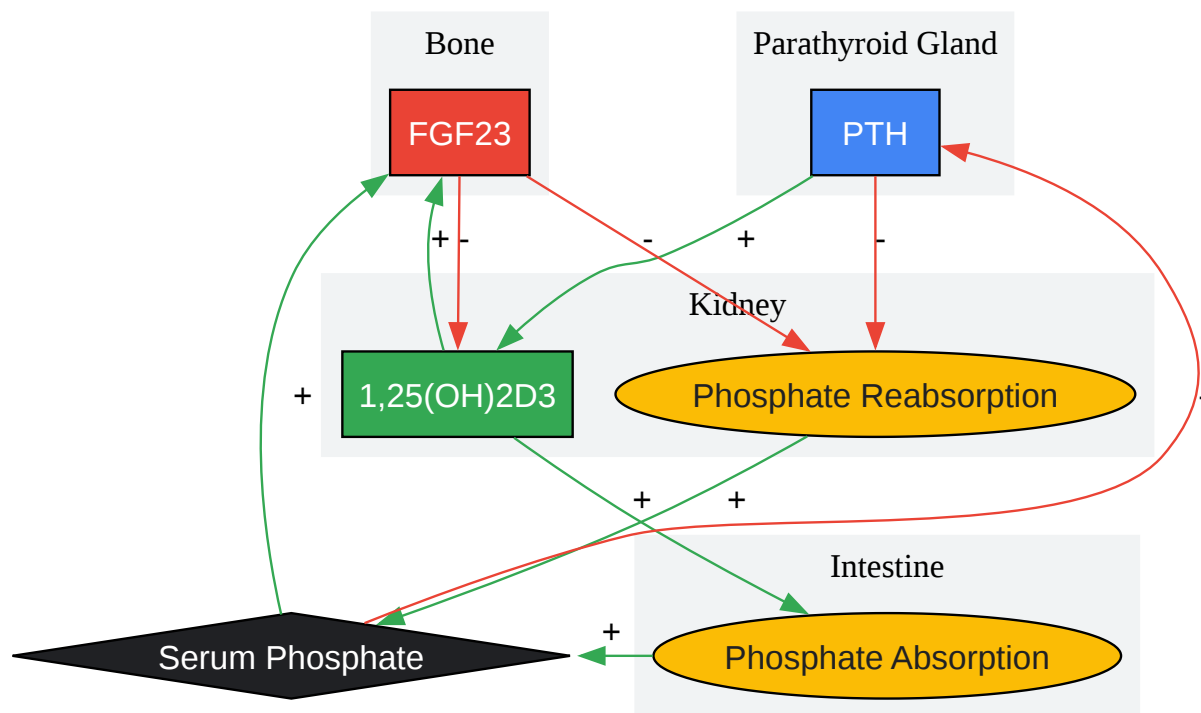 Bone
Parathyroid Gland
FGF23
PTH
+ -
-
+
-
Kidney
1,25(OH)2D3
Phosphate Reabsorption
+
-
+
+
Intestine
+
Serum Phosphate
Phosphate Absorption